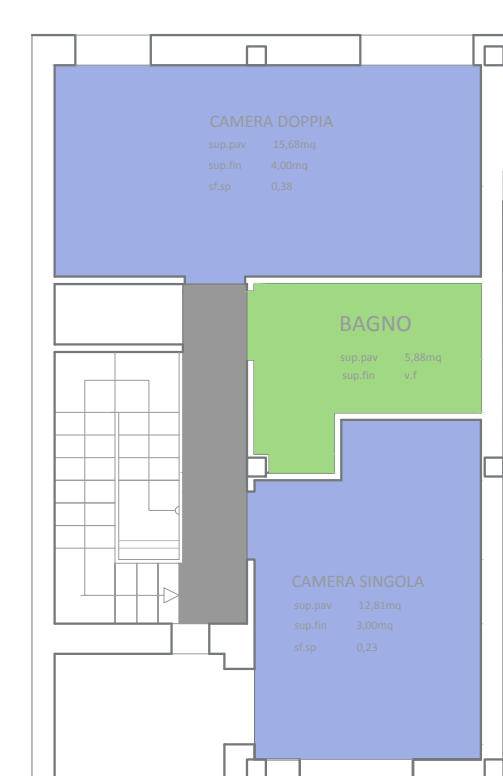 CAMERA DOPPIA
sup.pav 15,68mq
sup.fin 4,00mq
sf.sp 0,38
BAGNO
sup.pav 5,88mq
sup.fin v.f
CAMERA SINGOLA
sup.pav 12,81mq
sup.fin 3,00mq
sf.sp 0,23